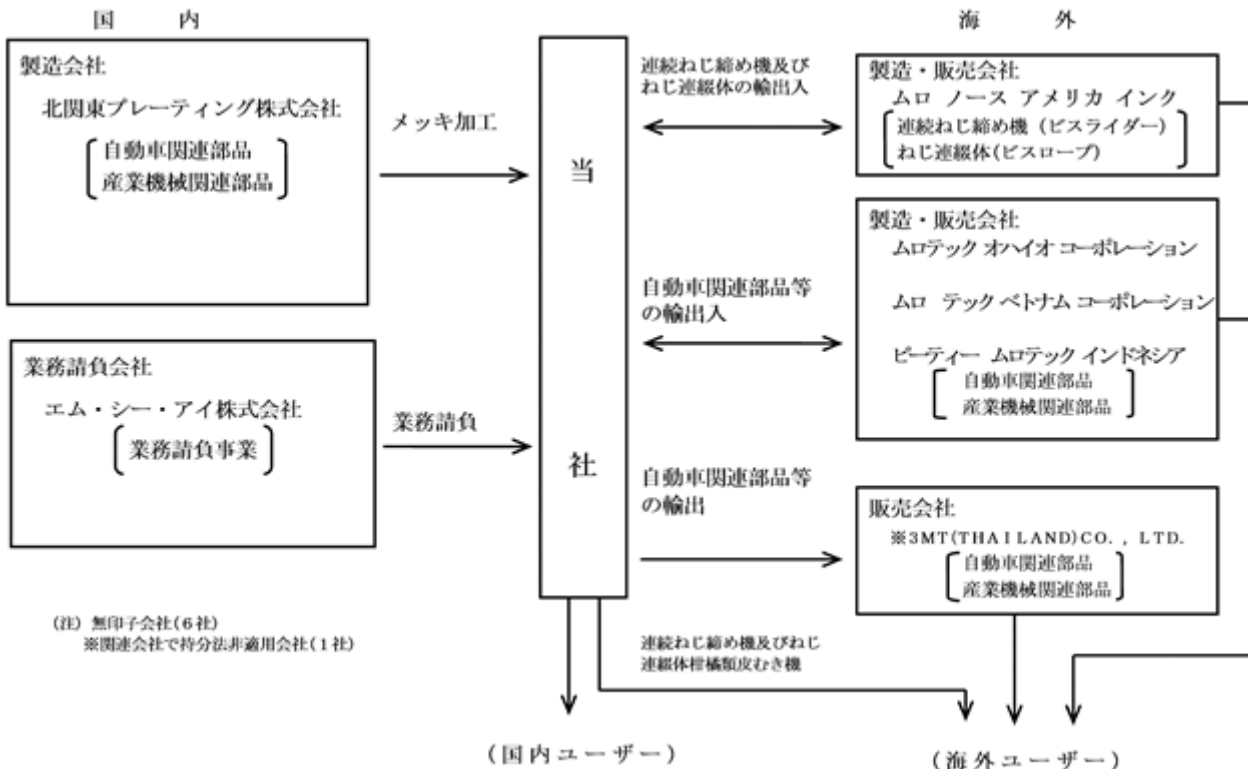 国 内
製造会社
北関東プレーティング株式会社
自動車関連部品
産業機械関連部品
メッキ加工
業務請負会社
エム・シー・アイ株式会社
業務請負事業
業務請負
(注) 無印子会社(6社)
※関連会社で持分法非適用会社(1社)
当
社
海 外
連続ねじ締め機及び
ねじ連綴体の輸出入
製造・販売会社
ムロ ノース アメリカ インク
連続ねじ締め機 (ビスライダー)
ねじ連綴体(ビスロープ)
自動車関連部品等
の輸出入
製造・販売会社
ムロテック オハイオ コーポレーション
ムロ テック ベトナム コーポレーション
ピーティー ムロテック インドネシア
自動車関連部品
産業機械関連部品
自動車関連部品等
の輸出
販売会社
※3MT(THAILAND)CO., LTD.
自動車関連部品
産業機械関連部品
連続ねじ締め機及びねじ
連綴体柑橘類皮むき機
(国内ユーザー)
(海外ユーザー)